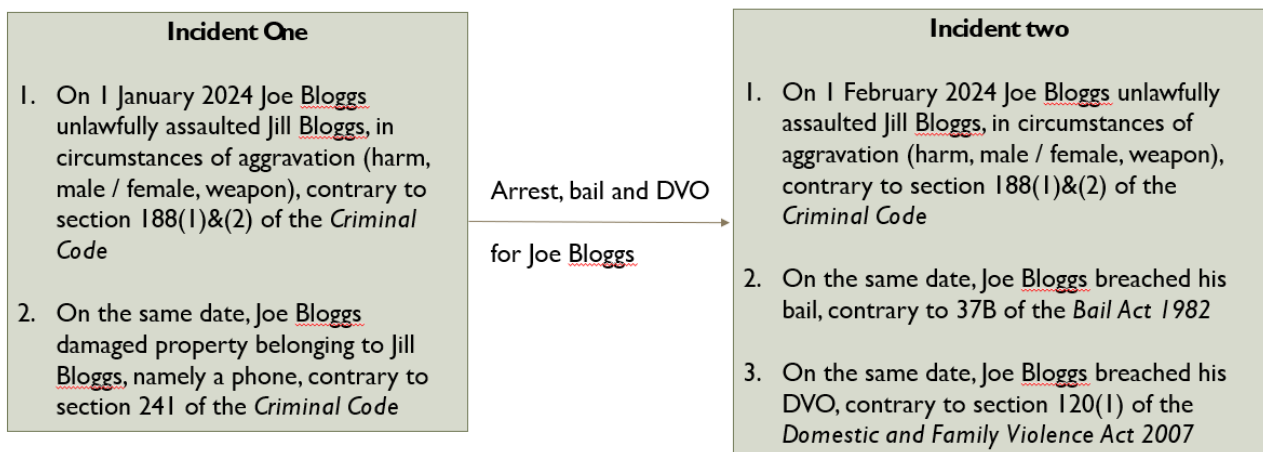 Incident One
1. On 1 January 2024 Joe Bloggs
unlawfully assaulted Jill Bloggs, in
circumstances of aggravation (harm,
male / female, weapon), contrary to
section 188(1)&(2) of the Criminal
Code
2. On the same date, Joe Bloggs
damaged property belonging to Jill
Bloggs, namely a phone, contrary to
section 241 of the Criminal Code
Arrest, bail and DVO
for Joe Bloggs
Incident two
1. On 1 February 2024 Joe Bloggs unlawfully
assaulted Jill Bloggs, in circumstances of
aggravation (harm, male / female, weapon),
contrary to section 188(1)&(2) of the
Criminal Code
2. On the same date, Joe Bloggs breached his
bail, contrary to 37B of the Bail Act 1982
3. On the same date, Joe Bloggs breached his
DVO, contrary to section 120(1) of the
Domestic and Family Violence Act 2007